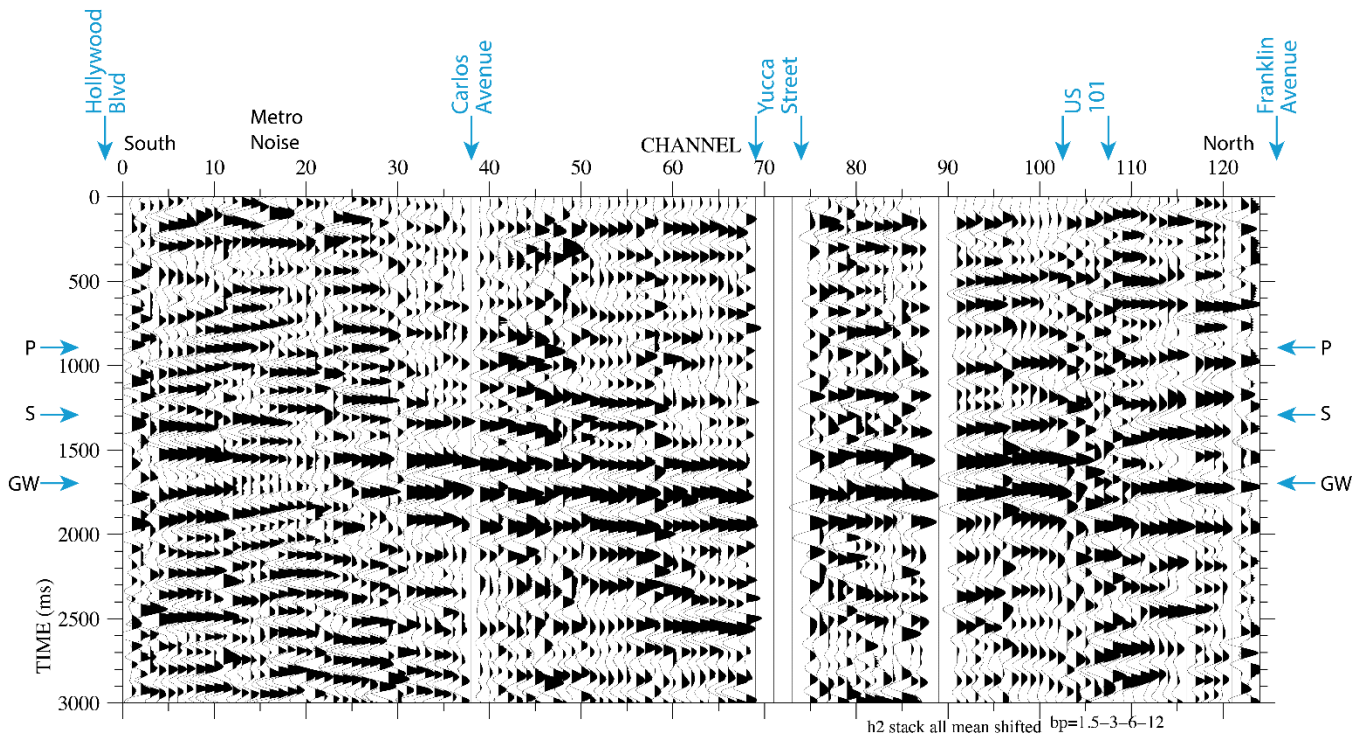 Hollywood
Blvd
Carlos
Avenue
Yucca
Street
US
101
Franklin
Avenue
South
Metro
Noise
CHANNEL
North
0 10 20 30 40 50 60 70 80 90 100 110 120
0
500
P
P
1000
S
S
1500
GW
GW
2000
2500
3000
TIME (ms)
h2 stack all mean shifted bp=1.5–3–6–12